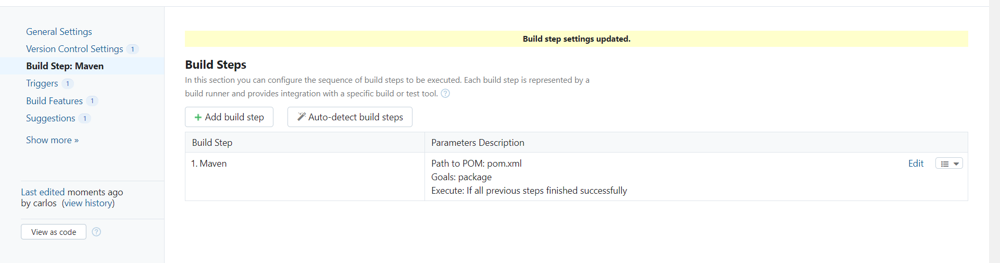 General Settings
Version Control Settings 1
Build Step: Maven
Triggers 1
Build Features 1
Suggestions 1
Show more »
Last edited moments ago
by carlos (view history)
View as code ?
Build step settings updated.
Build Steps
In this section you can configure the sequence of build steps to be executed. Each build step is represented by a
build runner and provides integration with a specific build or test tool. ?
+ Add build step
Auto-detect build steps
Build Step
Parameters Description
1. Maven
Path to POM: pom.xml
Goals: package
Execute: If all previous steps finished successfully
Edit